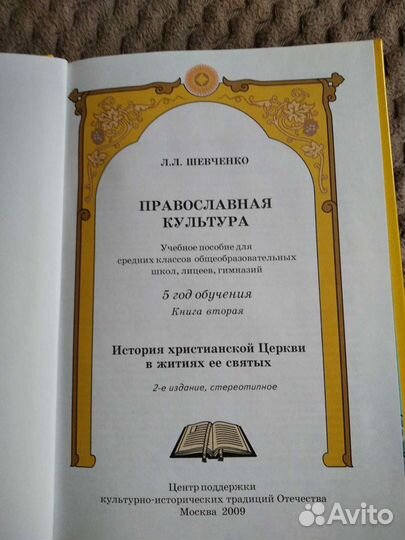 Л.Л. ШЕВЧЕНКО
ПРАВОСЛАВНАЯ
КУЛЬТУРА
Учебное пособие для
средних классов общеобразовательных
школ, лицеев, гимназий
5 год обучения
Книга вторая
История христианской Церкви
в житиях ее святых
2-е издание, стереотипное
Центр поддержки
культурно-исторических традиций Отечества
Москва 2009
Avito